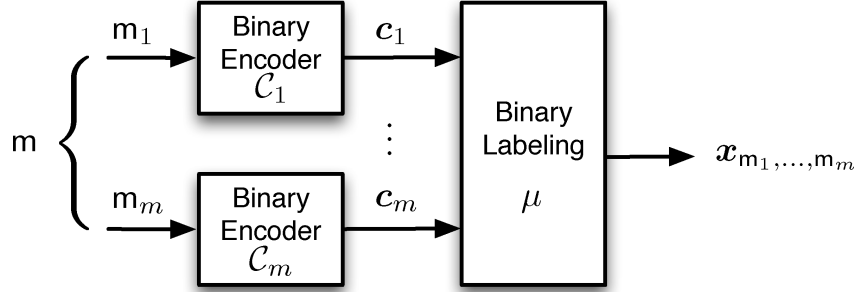 m₁
Binary
Encoder
𝒞₁
𝒄₁
m
⋮
Binary
Labeling
μ
𝒙ₘ₁,...,ₘₘ
mₘ
Binary
Encoder
𝒞ₘ
𝒄ₘ